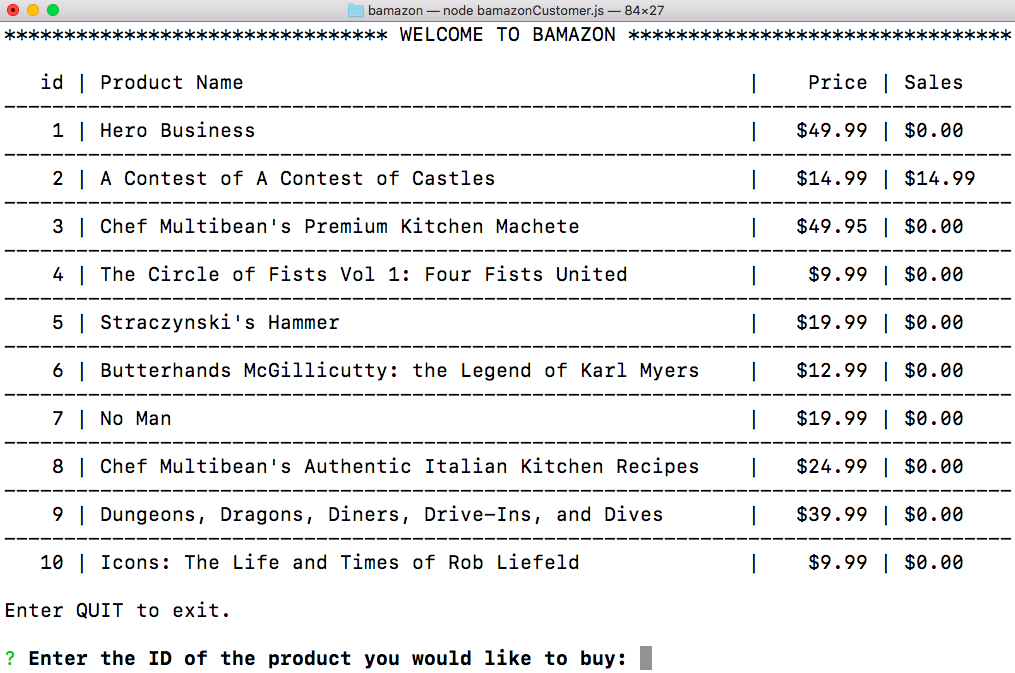 bamazon — node bamazonCustomer.js — 84×27
******************************** WELCOME TO BAMAZON ********************************
id | Product Name | Price | Sales
------------------------------------------------------------------------------------
1 | Hero Business | $49.99 | $0.00
------------------------------------------------------------------------------------
2 | A Contest of A Contest of Castles | $14.99 | $14.99
------------------------------------------------------------------------------------
3 | Chef Multibean's Premium Kitchen Machete | $49.95 | $0.00
------------------------------------------------------------------------------------
4 | The Circle of Fists Vol 1: Four Fists United | $9.99 | $0.00
------------------------------------------------------------------------------------
5 | Straczynski's Hammer | $19.99 | $0.00
------------------------------------------------------------------------------------
6 | Butterhands McGillicutty: the Legend of Karl Myers | $12.99 | $0.00
------------------------------------------------------------------------------------
7 | No Man | $19.99 | $0.00
------------------------------------------------------------------------------------
8 | Chef Multibean's Authentic Italian Kitchen Recipes | $24.99 | $0.00
------------------------------------------------------------------------------------
9 | Dungeons, Dragons, Diners, Drive-Ins, and Dives | $39.99 | $0.00
------------------------------------------------------------------------------------
10 | Icons: The Life and Times of Rob Liefeld | $9.99 | $0.00
Enter QUIT to exit.
? Enter the ID of the product you would like to buy: